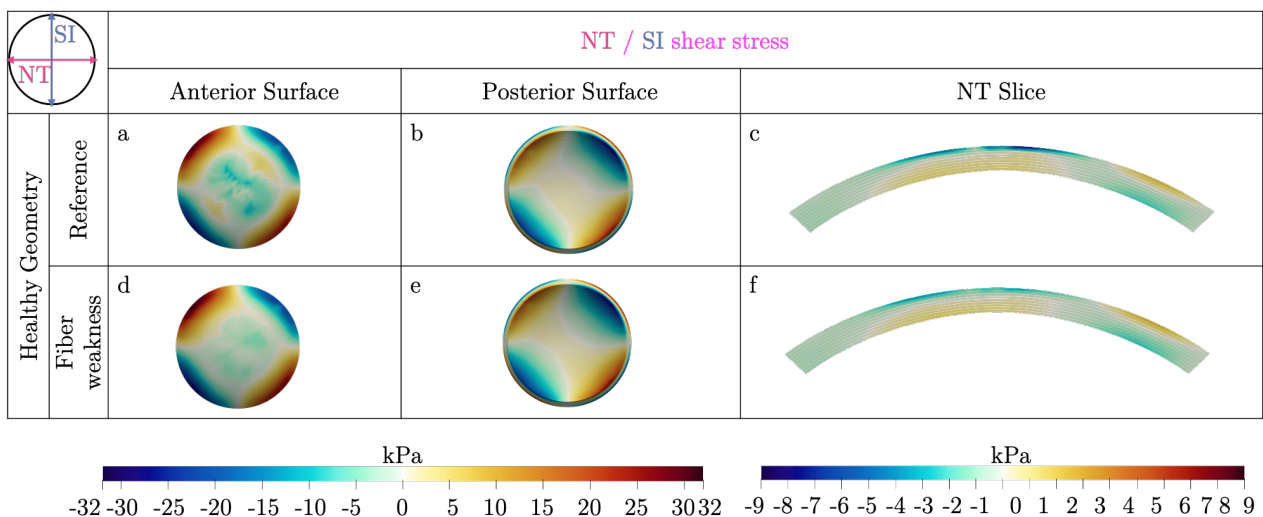 SI
NT
NT / SI shear stress
Anterior Surface
Posterior Surface
NT Slice
Healthy Geometry
Reference
a
b
c
Fiber
weakness
d
e
f
kPa
-32 -30 -25 -20 -15 -10 -5 0 5 10 15 20 25 30 32
kPa
-9 -8 -7 -6 -5 -4 -3 -2 -1 0 1 2 3 4 5 6 7 8 9